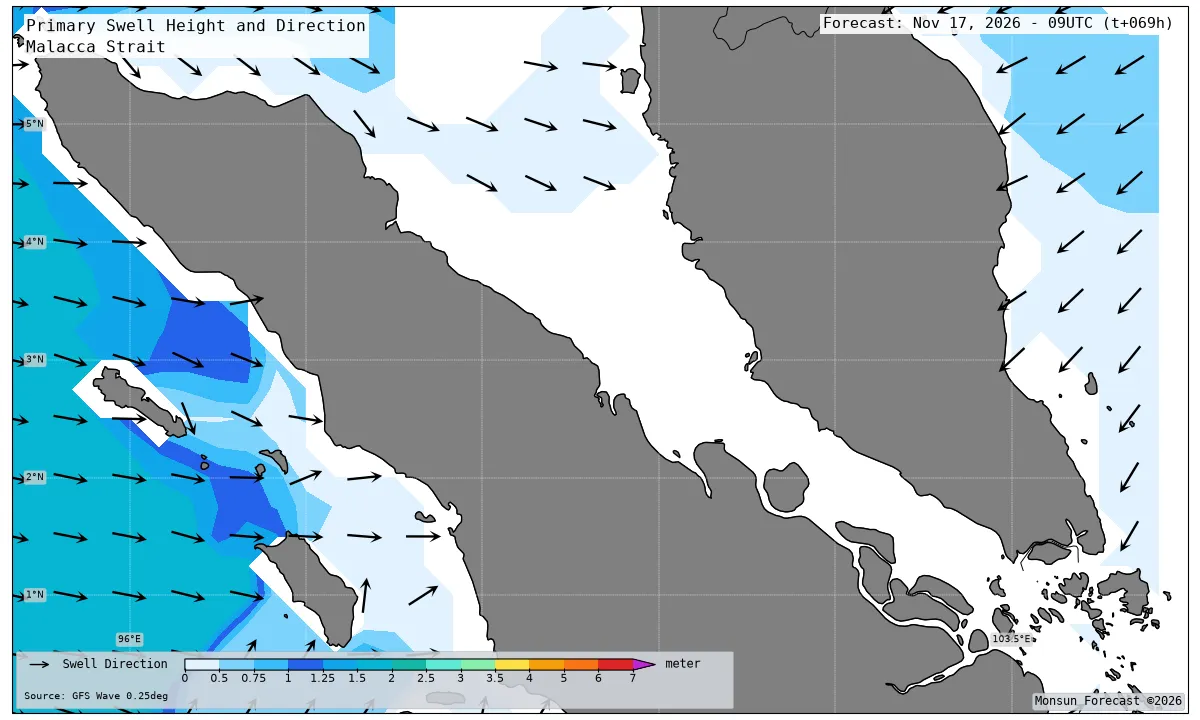 Primary Swell Height and Direction
Malacca Strait
Forecast: Nov 17, 2026 - 09UTC (t+069h)
5°N
4°N
3°N
2°N
1°N
96°E
103.5°E
Swell Direction
0 0.5 0.75 1 1.25 1.5 2 2.5 3 3.5 4 5 6 7
meter
Source: GFS Wave 0.25deg
Monsun Forecast ©2026